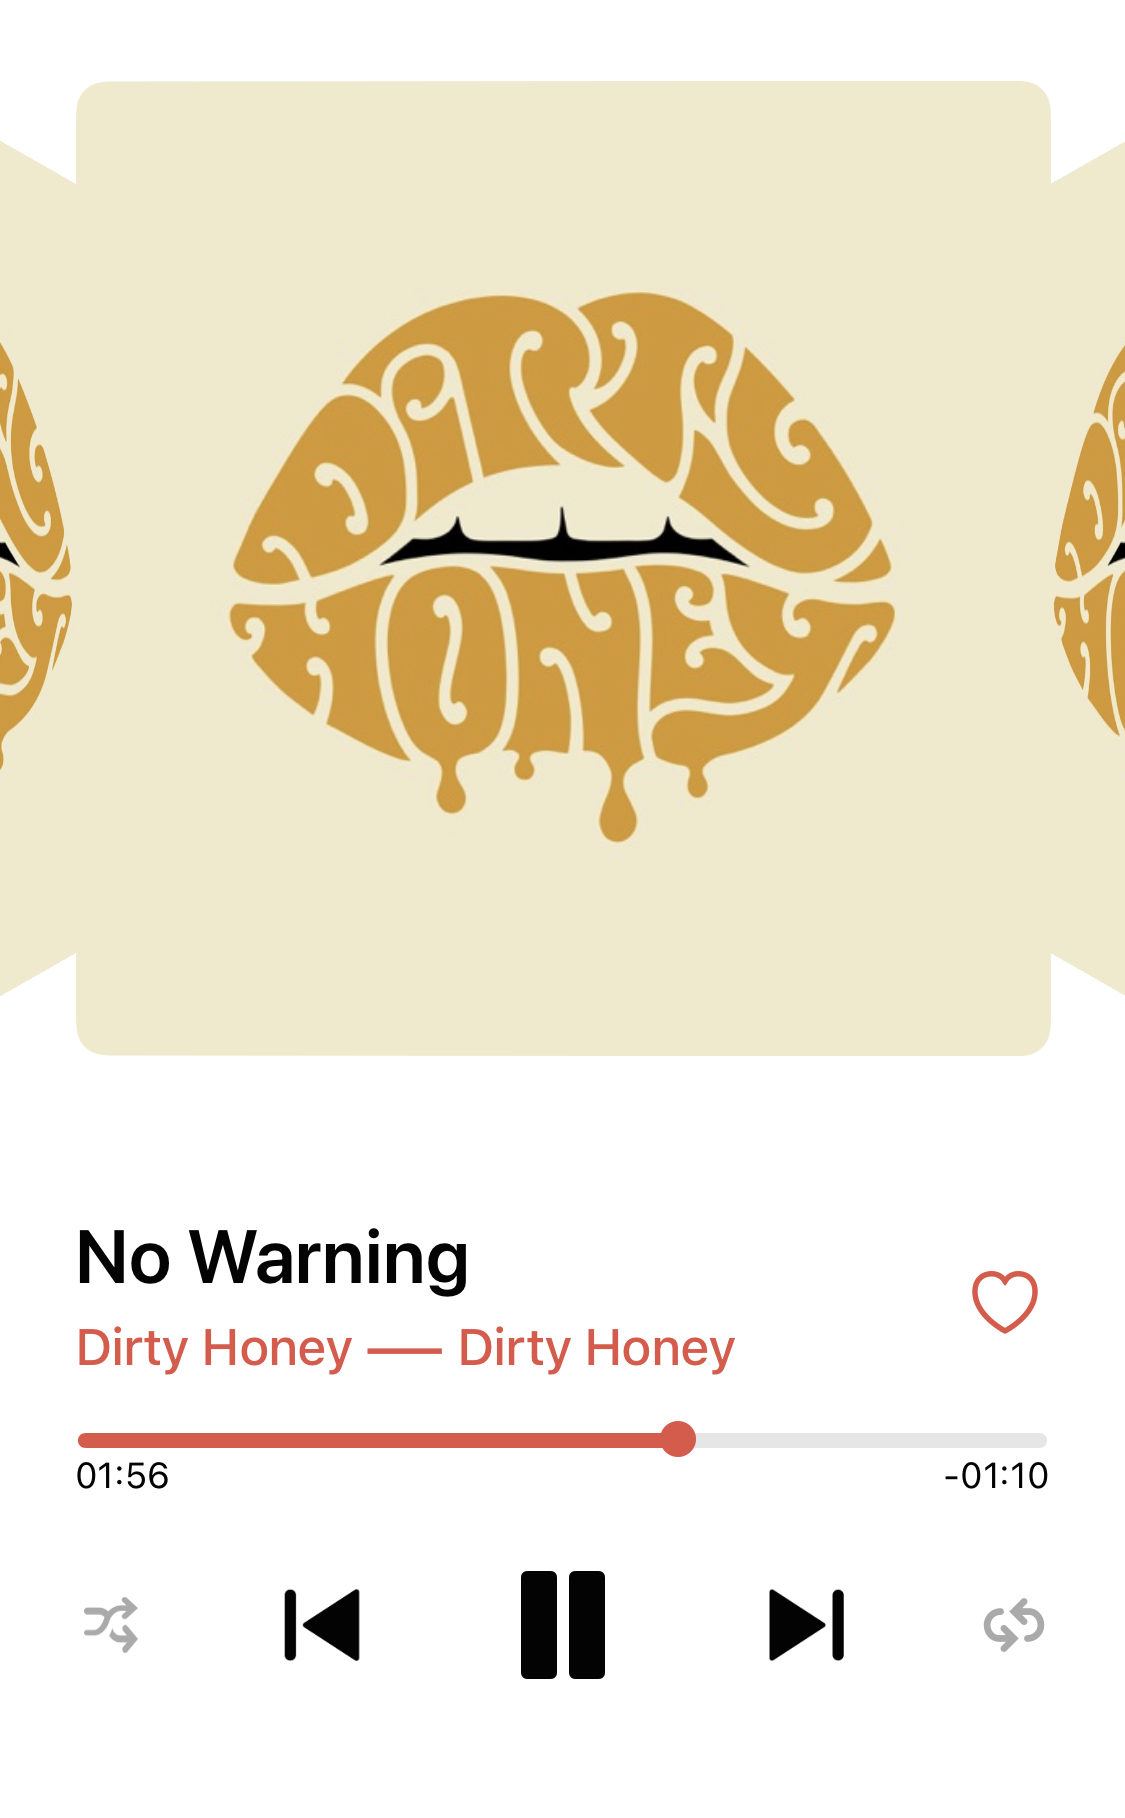 DIRTY
HONEY
No Warning
Dirty Honey — Dirty Honey
01:56
-01:10